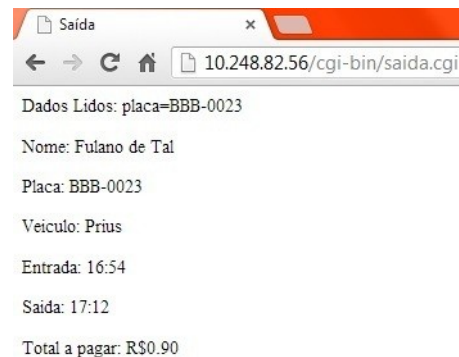 Saída
10.248.82.56/cgi-bin/saida.cgi
Dados Lidos: placa=BBB-0023
Nome: Fulano de Tal
Placa: BBB-0023
Veiculo: Prius
Entrada: 16:54
Saida: 17:12
Total a pagar: R$0.90